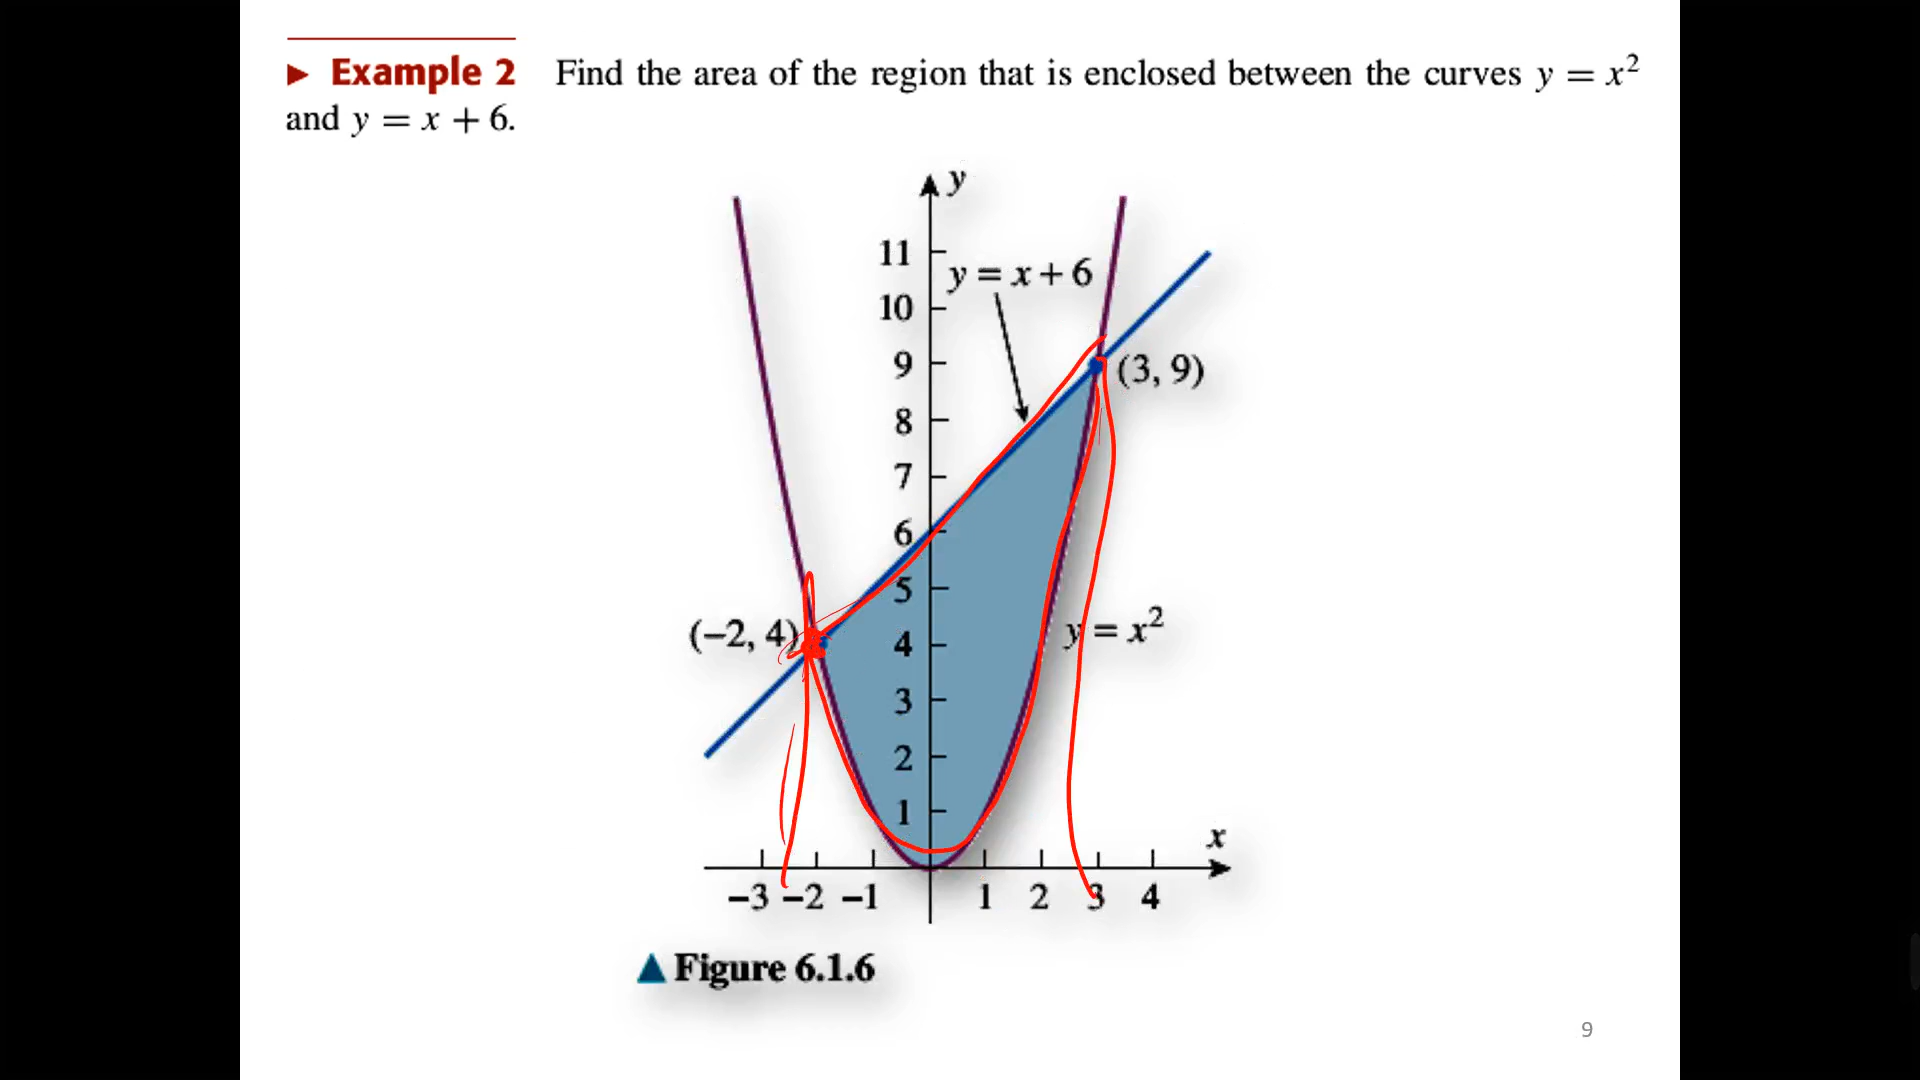 ► Example 2 Find the area of the region that is enclosed between the curves y = x²
and y = x + 6.
y
11
y = x + 6
10
9
(3, 9)
8
7
6
5
(−2, 4)
4
y = x²
3
2
1
x
−3 −2 −1 1 2 3 4
▲ Figure 6.1.6
9